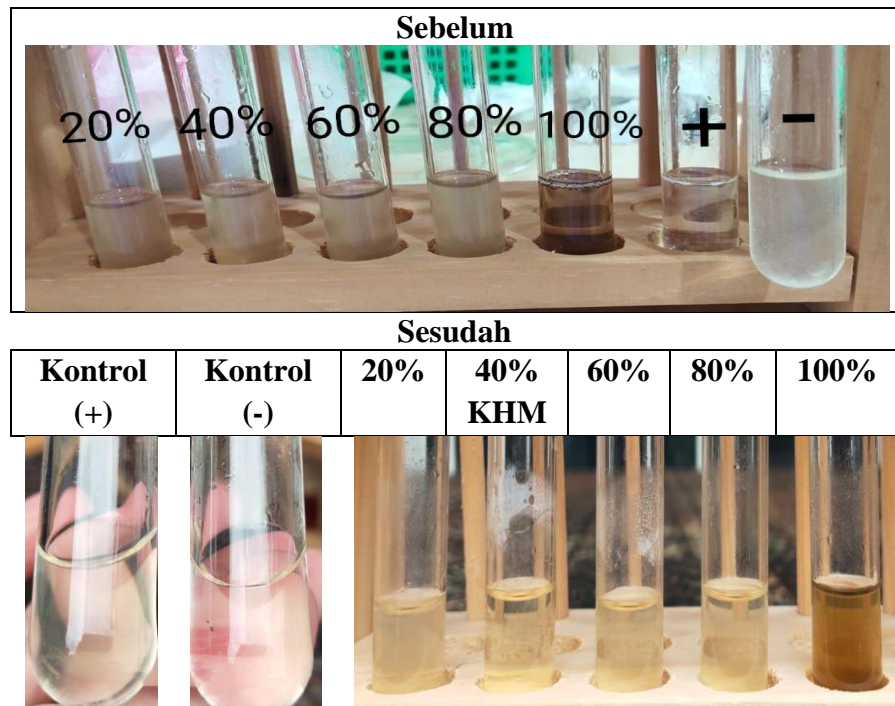 Sebelum
20% 40% 60% 80% 100% + -
Sesudah
Kontrol (+)
Kontrol (-)
20%
40% KHM
60%
80%
100%